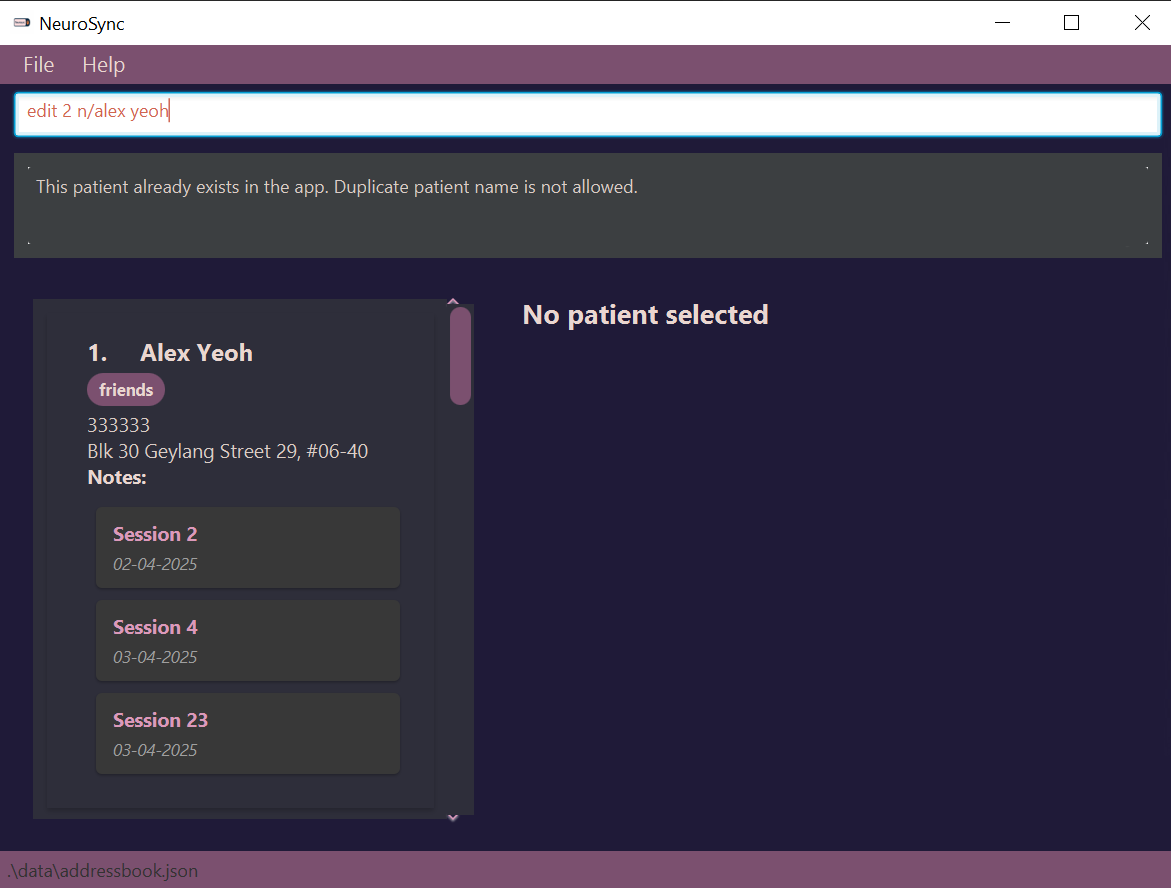 NeuroSync
File Help
edit 2 n/alex yeoh
This patient already exists in the app. Duplicate patient name is not allowed.
No patient selected
1. Alex Yeoh
friends
333333
Blk 30 Geylang Street 29, #06-40
Notes:
Session 2
02-04-2025
Session 4
03-04-2025
Session 23
03-04-2025
.\data\addressbook.json